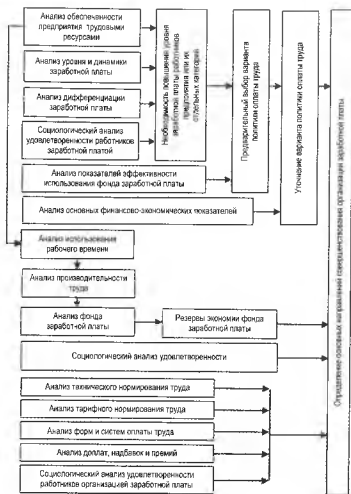 Анализ обеспеченности
предприятия трудовыми
ресурсами
Анализ уровня и динамики
заработной платы
Анализ дифференциации
заработной платы
Социологический анализ
удовлетворенности работников
заработной платой
Необходимость повышения уровня
заработной платы работников
предприятия или их
отдельных категорий
Анализ показателей эффективности
использования фонда заработной платы
Предварительный выбор варианта
политики оплаты труда
Анализ основных финансово-экономических показателей
Уточнение варианта политики оплаты труда
Анализ использования
рабочего времени
Анализ производительности
труда
Анализ фонда
заработной платы
Резервы экономии фонда
заработной платы
Социологический анализ удовлетворенности
Анализ технического нормирования труда
Анализ тарифного нормирования труда
Анализ форм и систем оплаты труда
Анализ доплат, надбавок и премий
Социологический анализ удовлетворенности
работников организацией заработной платы
Определение основных направлений совершенствования организации заработной платы